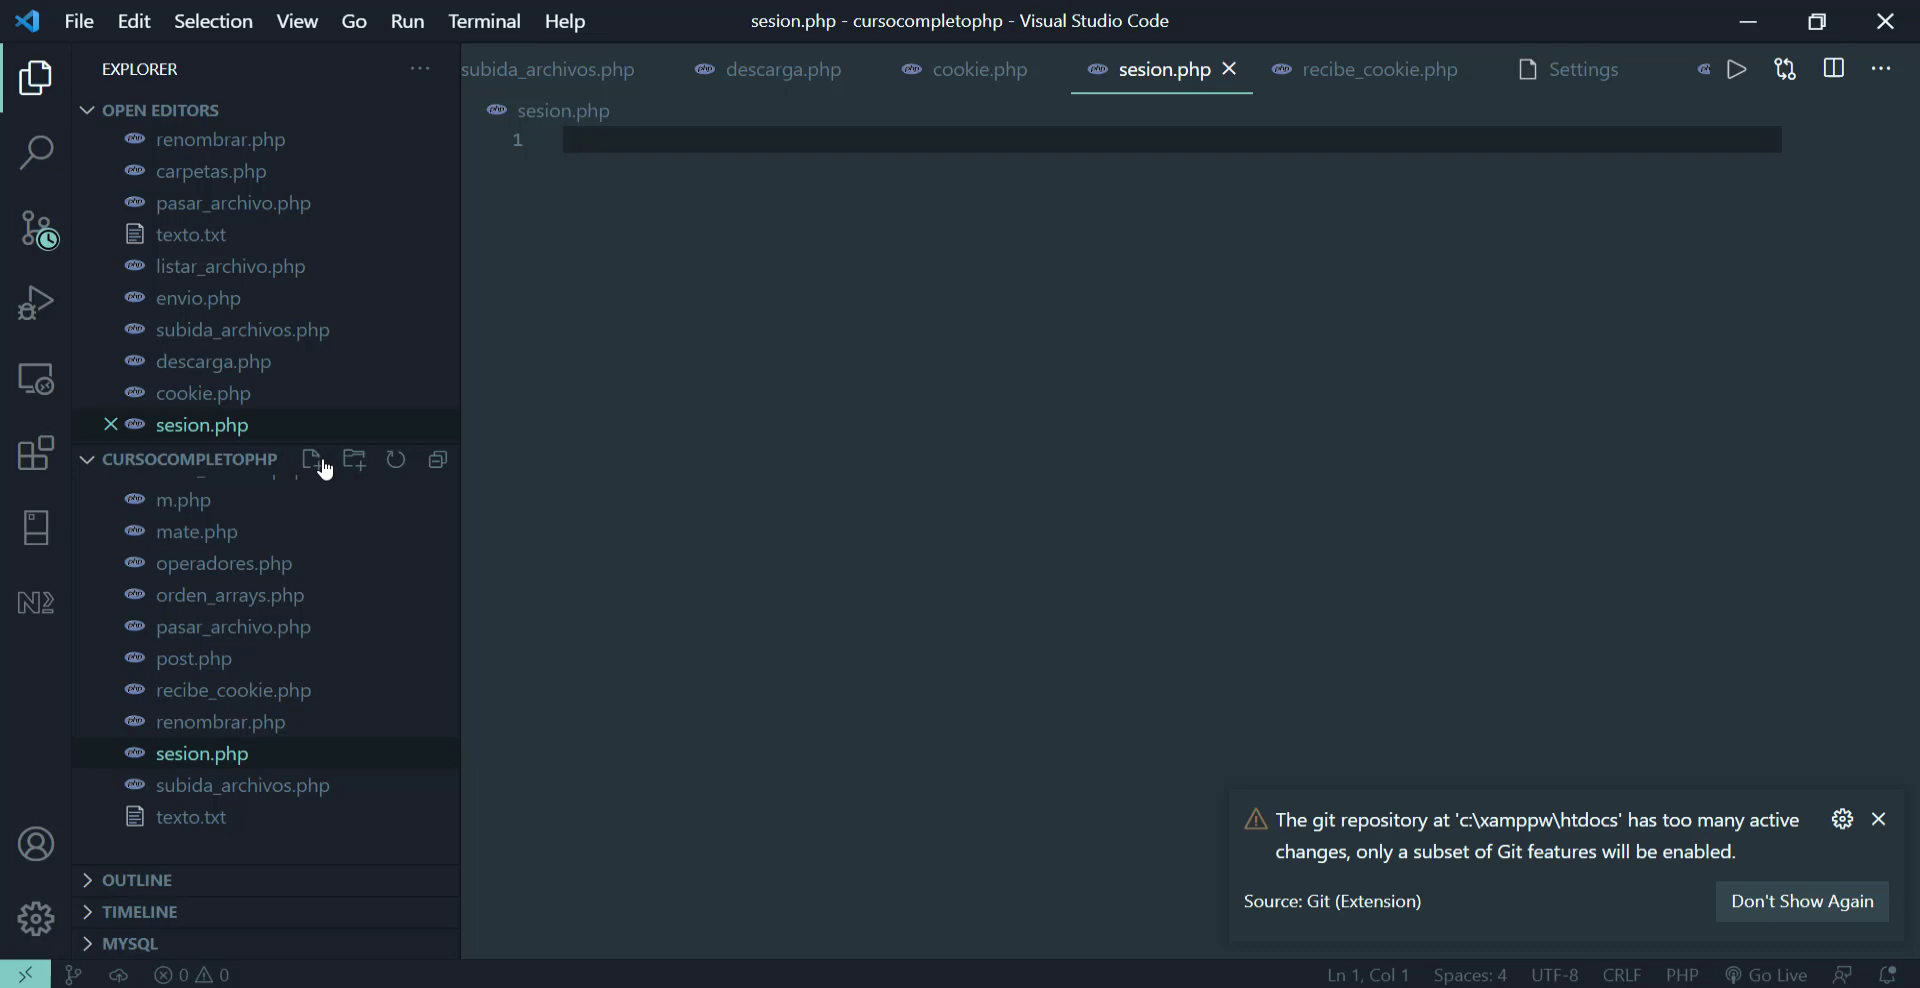 File Edit Selection View Go Run Terminal Help
sesion.php - cursocompletophp - Visual Studio Code
EXPLORER
OPEN EDITORS
renombrar.php
carpetas.php
pasar_archivo.php
texto.txt
listar_archivo.php
envio.php
subida_archivos.php
descarga.php
cookie.php
sesion.php
CURSOCOMPLETOPHP
m.php
mate.php
operadores.php
orden_arrays.php
pasar_archivo.php
post.php
recibe_cookie.php
renombrar.php
sesion.php
subida_archivos.php
texto.txt
OUTLINE
TIMELINE
MYSQL
subida_archivos.php descarga.php cookie.php sesion.php recibe_cookie.php Settings
sesion.php
1
The git repository at 'c:\xamppw\htdocs' has too many active
changes, only a subset of Git features will be enabled.
Source: Git (Extension) Don't Show Again
0 0 Ln 1, Col 1 Spaces: 4 UTF-8 CRLF PHP Go Live